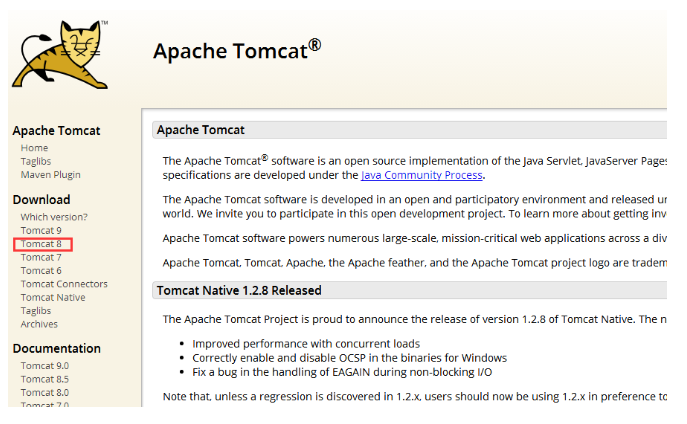 TM
Apache Tomcat®
Apache Tomcat
Home
Taglibs
Maven Plugin
Download
Which version?
Tomcat 9
Tomcat 8
Tomcat 7
Tomcat 6
Tomcat Connectors
Tomcat Native
Taglibs
Archives
Documentation
Tomcat 9.0
Tomcat 8.5
Tomcat 8.0
Tomcat 7.0
Apache Tomcat
The Apache Tomcat® software is an open source implementation of the Java Servlet, JavaServer Pages
specifications are developed under the Java Community Process.
The Apache Tomcat software is developed in an open and participatory environment and released
world. We invite you to participate in this open development project. To learn more about getting
Apache Tomcat software powers numerous large-scale, mission-critical web applications across a
Apache Tomcat, Tomcat, Apache, the Apache feather, and the Apache Tomcat project logo are
Tomcat Native 1.2.8 Released
The Apache Tomcat Project is proud to announce the release of version 1.2.8 of Tomcat Native. The
• Improved performance with concurrent loads
• Correctly enable and disable OCSP in the binaries for Windows
• Fix a bug in the handling of EAGAIN during non-blocking I/O
Note that, unless a regression is discovered in 1.2.x, users should now be using 1.2.x in preference to